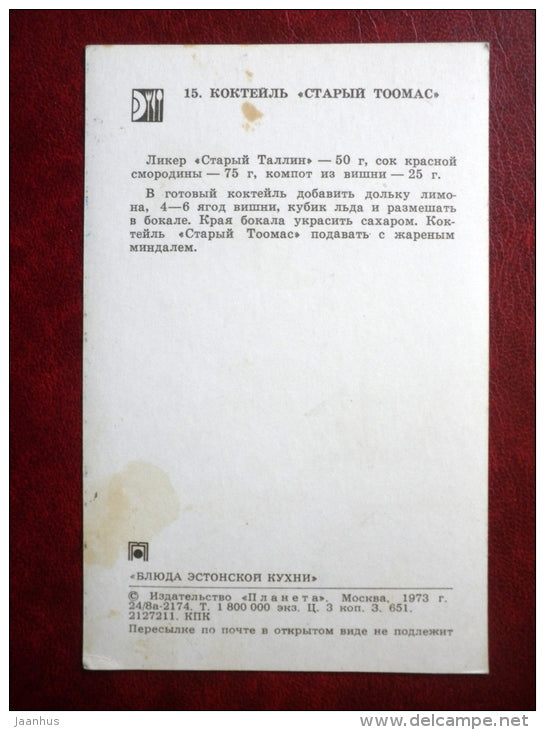 15. КОКТЕЙЛЬ «СТАРЫЙ ТООМАС»
Ликер «Старый Таллин» — 50 г, сок красной
смородины — 75 г, компот из вишни — 25 г.
В готовый коктейль добавить дольку лимо-
на, 4—6 ягод вишни, кубик льда и размешать
в бокале. Края бокала украсить сахаром. Кок-
тейль «Старый Тоомас» подавать с жареным
миндалем.
«БЛЮДА ЭСТОНСКОЙ КУХНИ»
© Издательство «Планета». Москва, 1973 г.
24/8а-2174. Т. 1 800 000 экз. Ц. 3 коп. З. 651.
2127211. КПК
Пересылке по почте в открытом виде не подлежит
jaanhus
www.delcampe.net